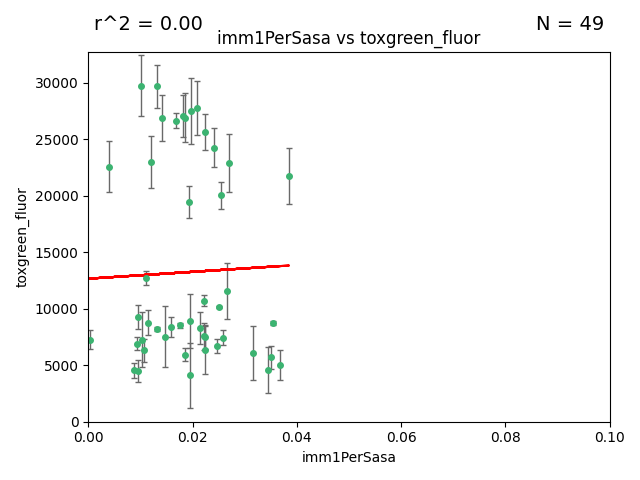 r^2 = 0.00
N = 49
imm1PerSasa vs toxgreen_fluor
30000
25000
20000
15000
10000
5000
0
toxgreen_fluor
0.00 0.02 0.04 0.06 0.08 0.10
imm1PerSasa